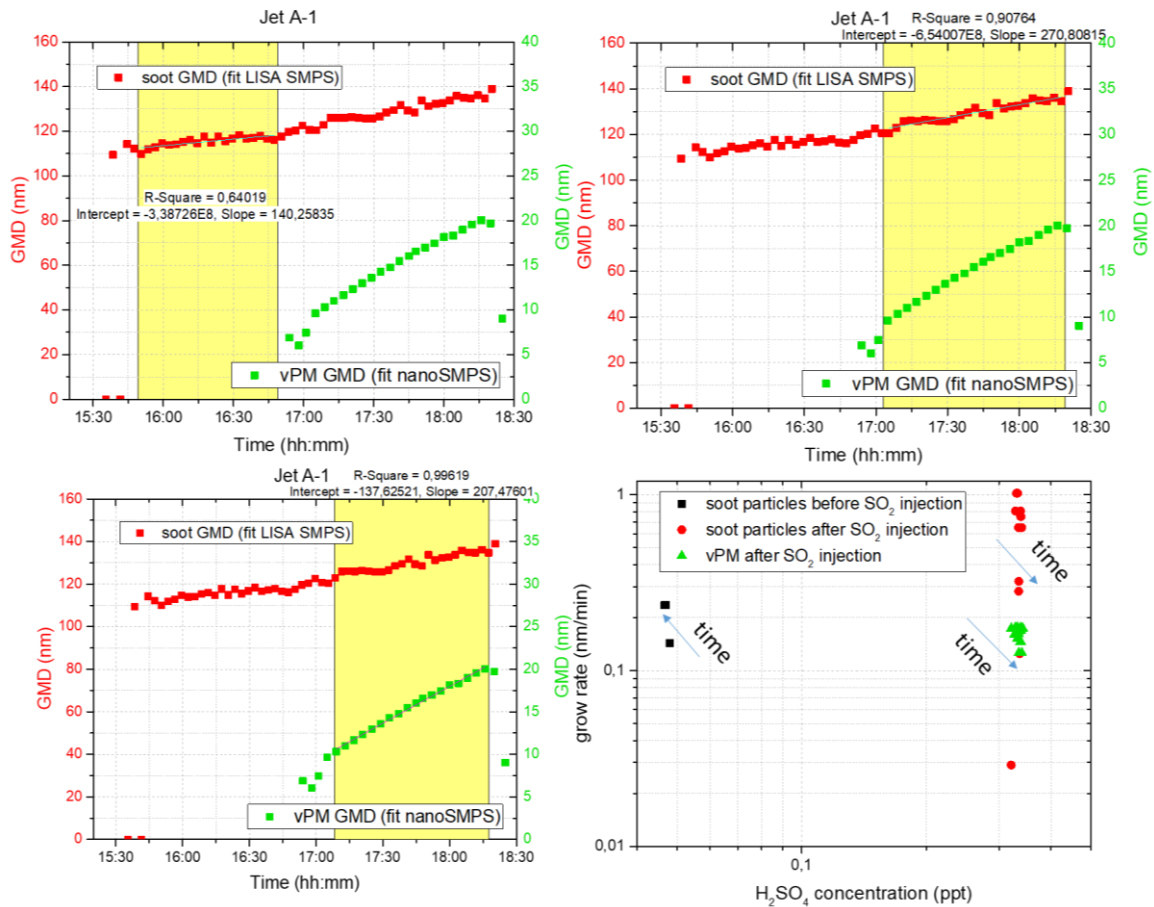 Jet A-1
160
140
120
100
80
60
40
20
0
GMD (nm)
40
35
30
25
20
15
10
5
0
GMD (nm)
soot GMD (fit LISA SMPS)
R-Square = 0,64019
Intercept = -3,38726E8, Slope = 140,25835
vPM GMD (fit nanoSMPS)
15:30 16:00 16:30 17:00 17:30 18:00 18:30
Time (hh:mm)
Jet A-1
R-Square = 0,90764
Intercept = -6,54007E8, Slope = 270,80815
160
140
120
100
80
60
40
20
0
GMD (nm)
40
35
30
25
20
15
10
5
0
GMD (nm)
soot GMD (fit LISA SMPS)
vPM GMD (fit nanoSMPS)
15:30 16:00 16:30 17:00 17:30 18:00 18:30
Time (hh:mm)
Jet A-1
R-Square = 0,99619
Intercept = -137,62521, Slope = 207,47601
160
140
120
100
80
60
40
20
0
GMD (nm)
40
35
30
25
20
15
10
5
0
GMD (nm)
soot GMD (fit LISA SMPS)
vPM GMD (fit nanoSMPS)
15:30 16:00 16:30 17:00 17:30 18:00 18:30
Time (hh:mm)
1
0,1
0,01
grow rate (nm/min)
soot particles before SO₂ injection
soot particles after SO₂ injection
vPM after SO₂ injection
time
time
time
0,1
H₂SO₄ concentration (ppt)